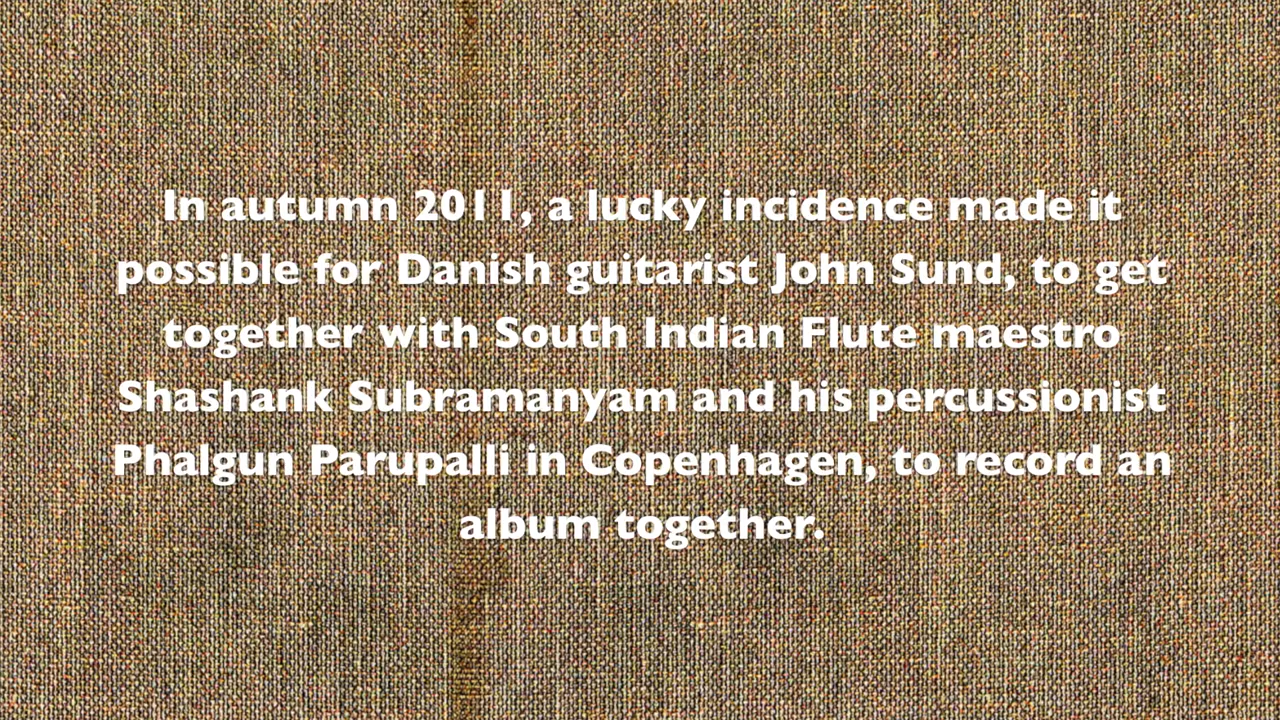 In autumn 2011, a lucky incidence made it
possible for Danish guitarist John Sund, to get
together with South Indian Flute maestro
Shashank Subramanyam and his percussionist
Phalgun Parupalli in Copenhagen, to record an
album together.